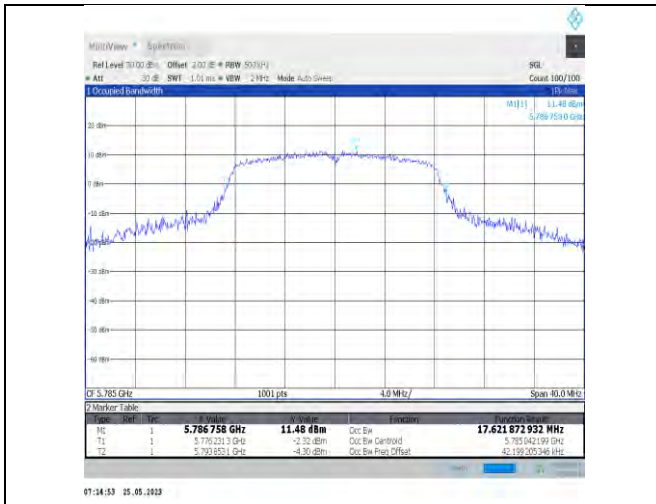 MultiView Spectrum
Ref Level 30.00 dBm Offset 2.00 dB RBW 500 kHz SGL
Att 30 dB SWT 1.01 ms VBW 2 MHz Mode Auto Sweep Count 100/100
1 Occupied Bandwidth 1Pk Max
M1[1] 11.48 dBm
5.786 758 0 GHz
20 dBm
10 dBm
0 dBm
-10 dBm
-20 dBm
-30 dBm
-40 dBm
-50 dBm
-60 dBm
CF 5.785 GHz 1001 pts 4.0 MHz/ Span 40.0 MHz
2 Marker Table
Type Ref Trc X Value Y Value Function Function Result
M1 1 5.786 758 GHz 11.48 dBm Occ Bw 17.621 872 932 MHz
T1 1 5.776 231 3 GHz -2.32 dBm Occ Bw Centroid 5.785 042 199 GHz
T2 1 5.793 853 1 GHz -4.30 dBm Occ Bw Freq Offset 42.199 205 346 kHz
07:14:53 25.05.2023